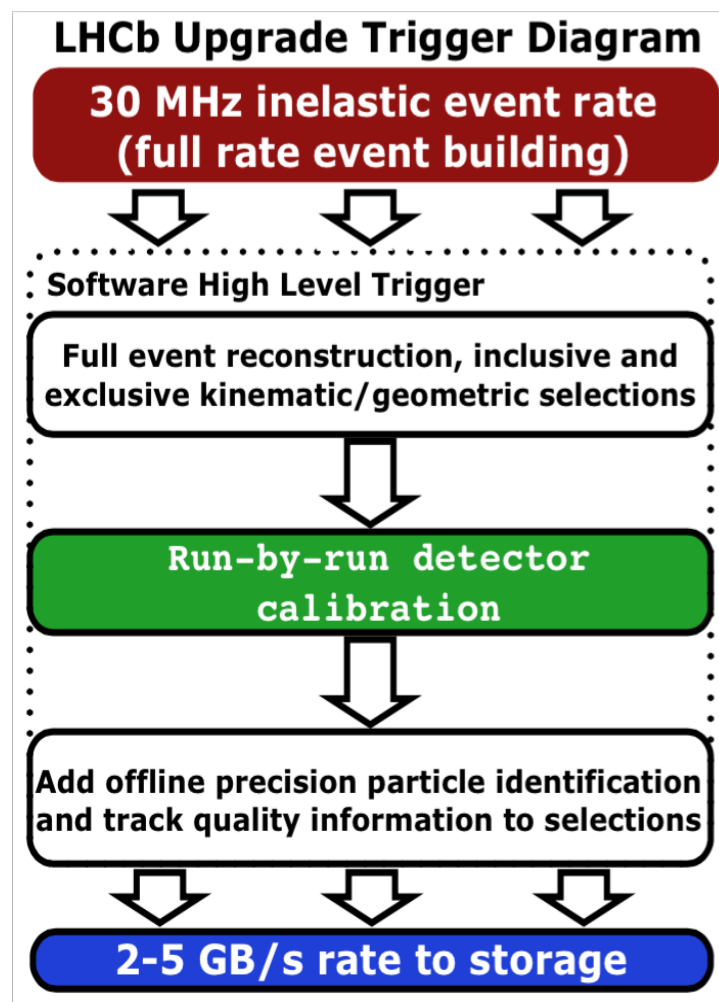 LHCb Upgrade Trigger Diagram
30 MHz inelastic event rate
(full rate event building)
Software High Level Trigger
Full event reconstruction, inclusive and
exclusive kinematic/geometric selections
Run-by-run detector
calibration
Add offline precision particle identification
and track quality information to selections
2-5 GB/s rate to storage